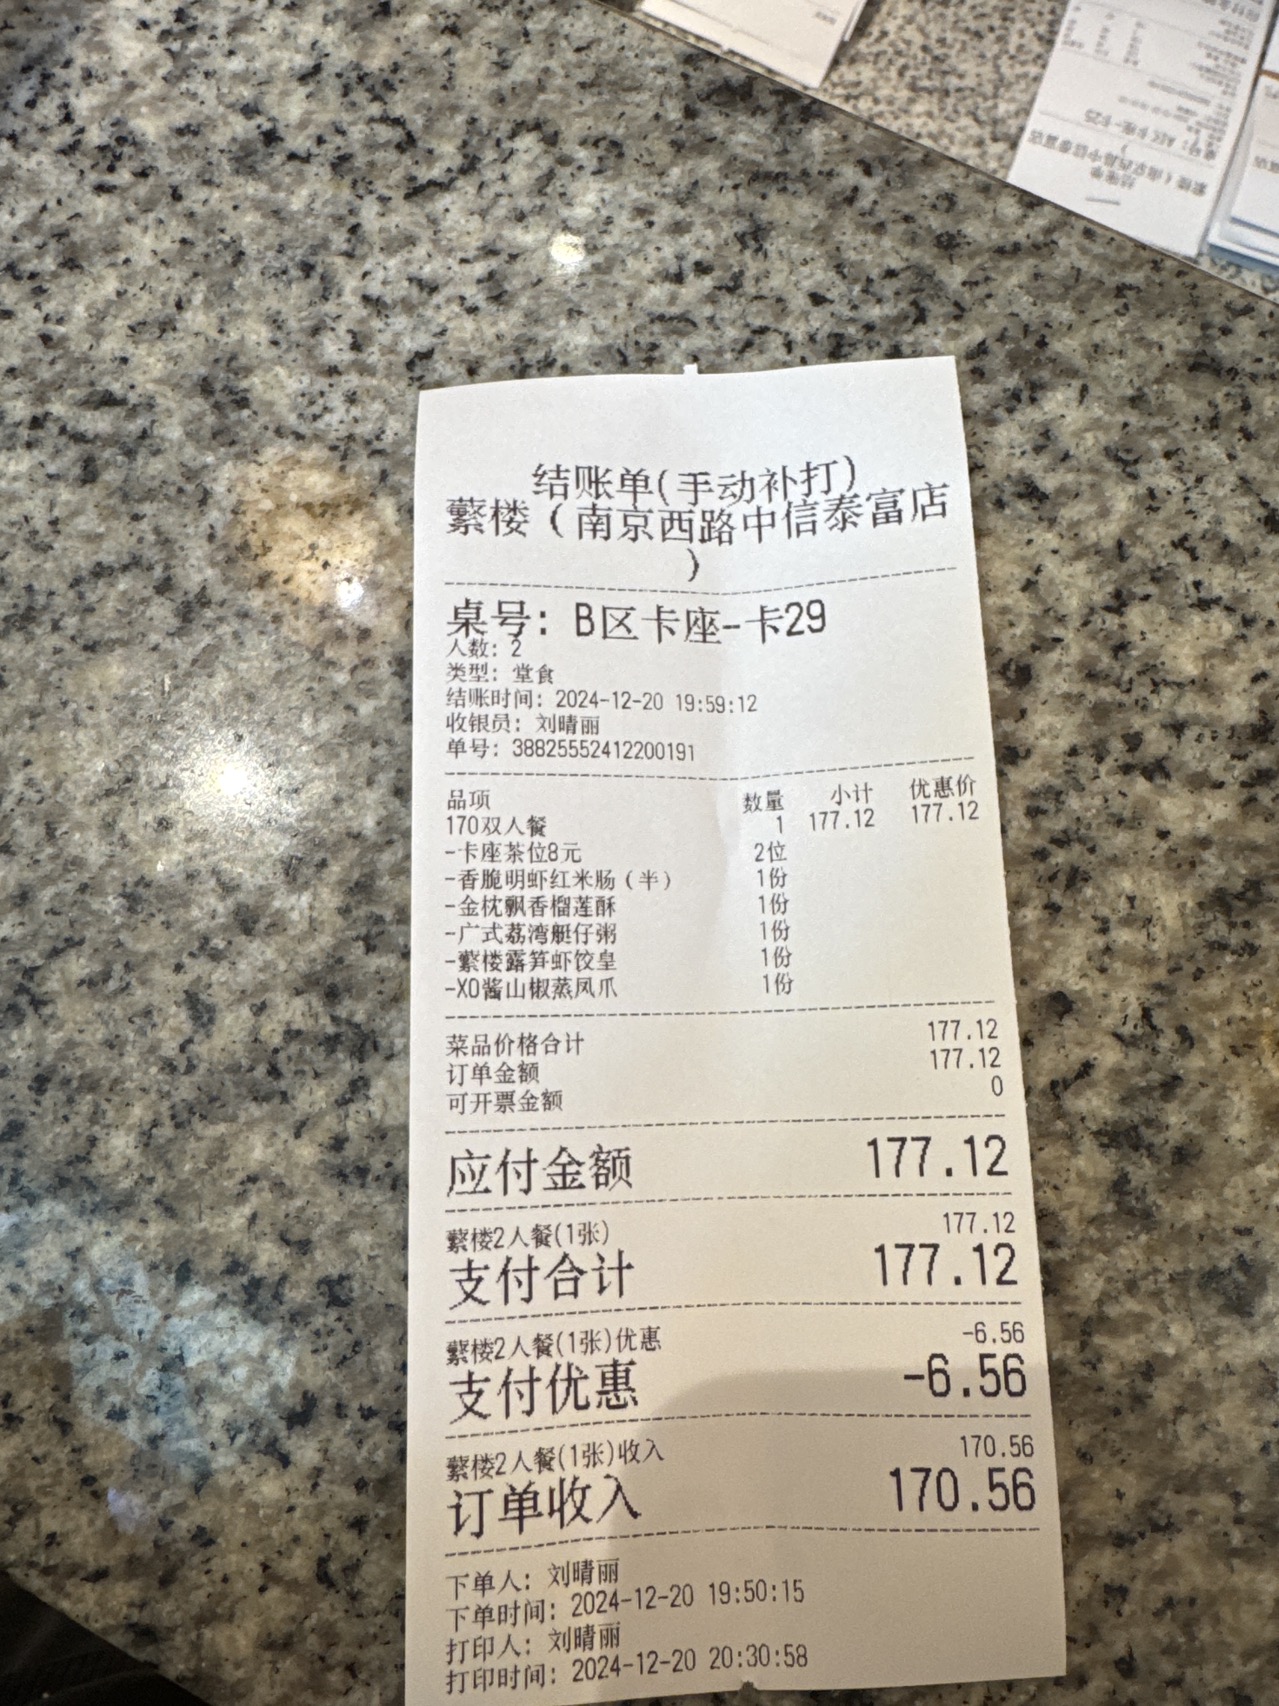 结账单(手动补打)
蘩楼（南京西路中信泰富店
）
桌号: B区卡座-卡29
人数: 2
类型: 堂食
结账时间: 2024-12-20 19:59:12
收银员: 刘晴丽
单号: 38825552412200191
品项 数量 小计 优惠价
170双人餐 1 177.12 177.12
-卡座茶位8元 2位
-香脆明虾红米肠（半） 1份
-金枕飘香榴莲酥 1份
-广式荔湾艇仔粥 1份
-蘩楼露笋虾饺皇 1份
-XO酱山椒蒸凤爪 1份
菜品价格合计 177.12
订单金额 177.12
可开票金额 0
应付金额 177.12
蘩楼2人餐(1张) 177.12
支付合计 177.12
蘩楼2人餐(1张)优惠 -6.56
支付优惠 -6.56
蘩楼2人餐(1张)收入 170.56
订单收入 170.56
下单人: 刘晴丽
下单时间: 2024-12-20 19:50:15
打印人: 刘晴丽
打印时间: 2024-12-20 20:30:58